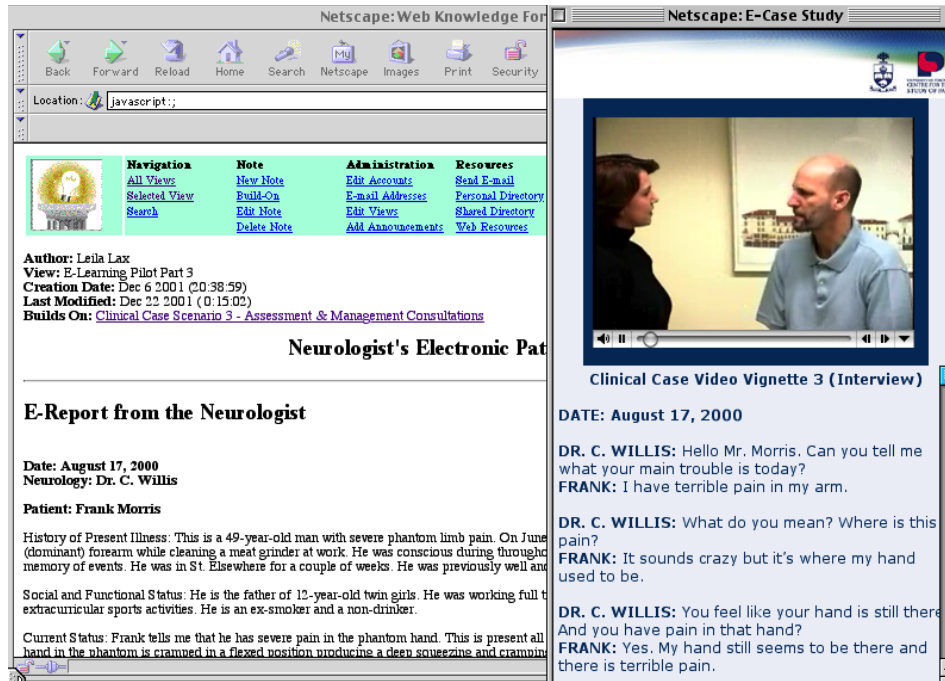 Netscape: Web Knowledge For
Back Forward Reload Home Search Netscape Images Print Security
My
Location: javascript:;
Navigation Note Administration Resources
All Views New Note Edit Accounts Send E-mail
Selected View Build-On E-mail Addresses Personal Directory
Search Edit Note Edit Views Shared Directory
Delete Note Add Announcements Web Resources
Author: Leila Lax
View: E-Learning Pilot Part 3
Creation Date: Dec 6 2001 (20:38:59)
Last Modified: Dec 22 2001 ( 0:15:02)
Builds On: Clinical Case Scenario 3 - Assessment & Management Consultations
Neurologist's Electronic Pat
E-Report from the Neurologist
Date: August 17, 2000
Neurology: Dr. C. Willis
Patient: Frank Morris
History of Present Illness: This is a 49-year-old man with severe phantom limb pain. On June
(dominant) forearm while cleaning a meat grinder at work. He was conscious during througho
memory of events. He was in St. Elsewhere for a couple of weeks. He was previously well and
Social and Functional Status: He is the father of 12-year-old twin girls. He was working full t
extracurricular sports activities. He is an ex-smoker and a non-drinker.
Current Status: Frank tells me that he has severe pain in the phantom hand. This is present all
hand in the phantom is cramped in a flexed position producing a deep squeezing and cramping
Netscape: E-Case Study
CENTRE FOR THE
STUDY OF PA
Clinical Case Video Vignette 3 (Interview)
DATE: August 17, 2000
DR. C. WILLIS: Hello Mr. Morris. Can you tell me
what your main trouble is today?
FRANK: I have terrible pain in my arm.
DR. C. WILLIS: What do you mean? Where is this
pain?
FRANK: It sounds crazy but it's where my hand
used to be.
DR. C. WILLIS: You feel like your hand is still there
And you have pain in that hand?
FRANK: Yes. My hand still seems to be there and
there is terrible pain.